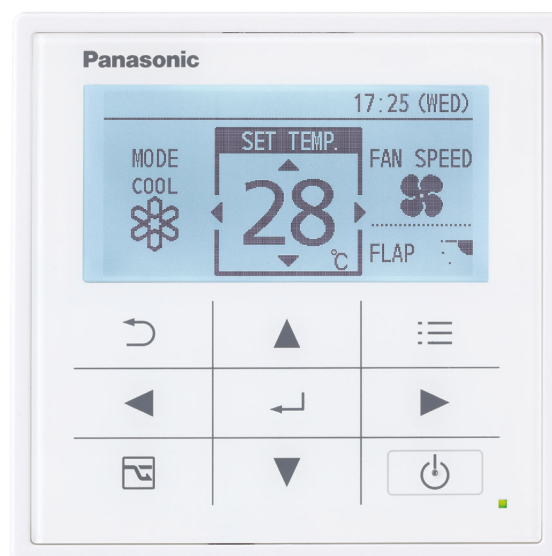 Panasonic
17:25 (WED)
MODE
COOL
SET TEMP.
28
°C
FAN SPEED
FLAP